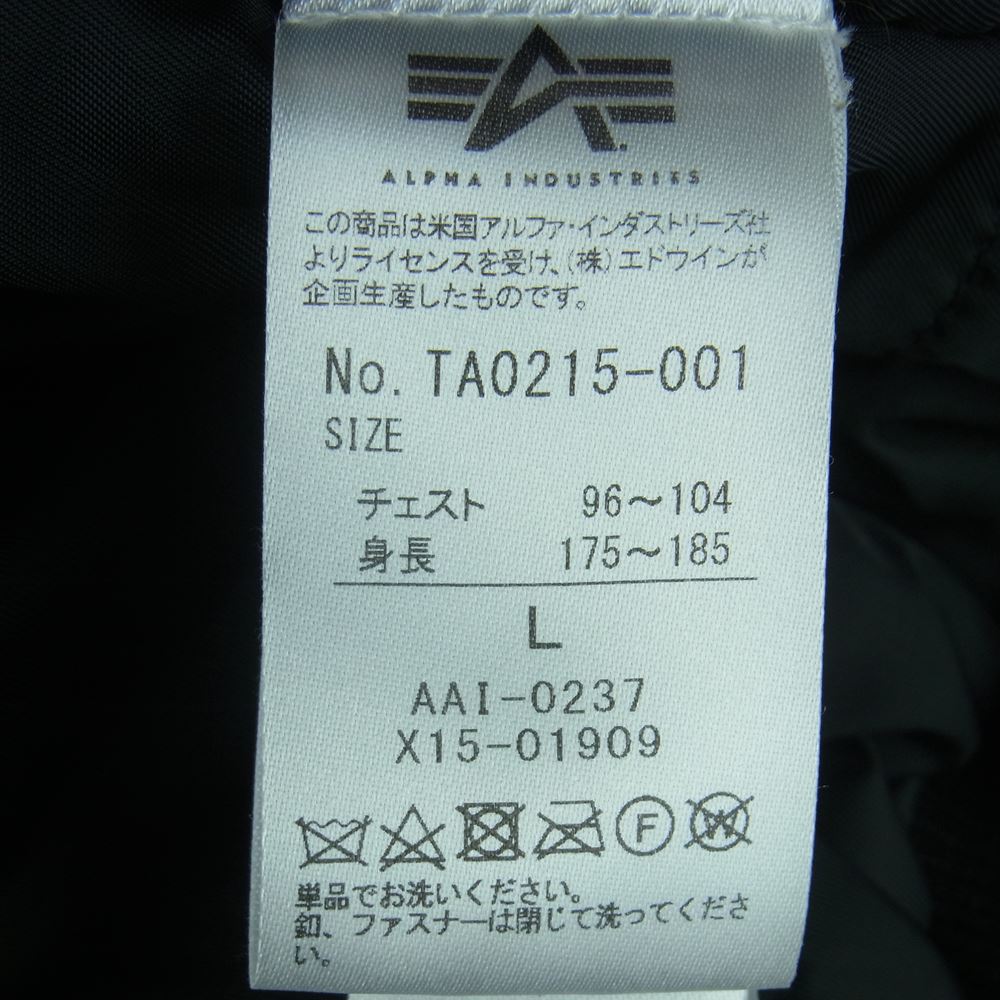 ALPHA INDUSTRIES
この商品は米国アルファ・インダストリーズ社
よりライセンスを受け、(株)エドウインが
企画生産したものです。
No. TA0215-001
SIZE
チェスト 96～104
身長 175～185
L
AAI-0237
X15-01909
F W
単品でお洗いください。
釦、ファスナーは閉じて洗ってくださ
い。